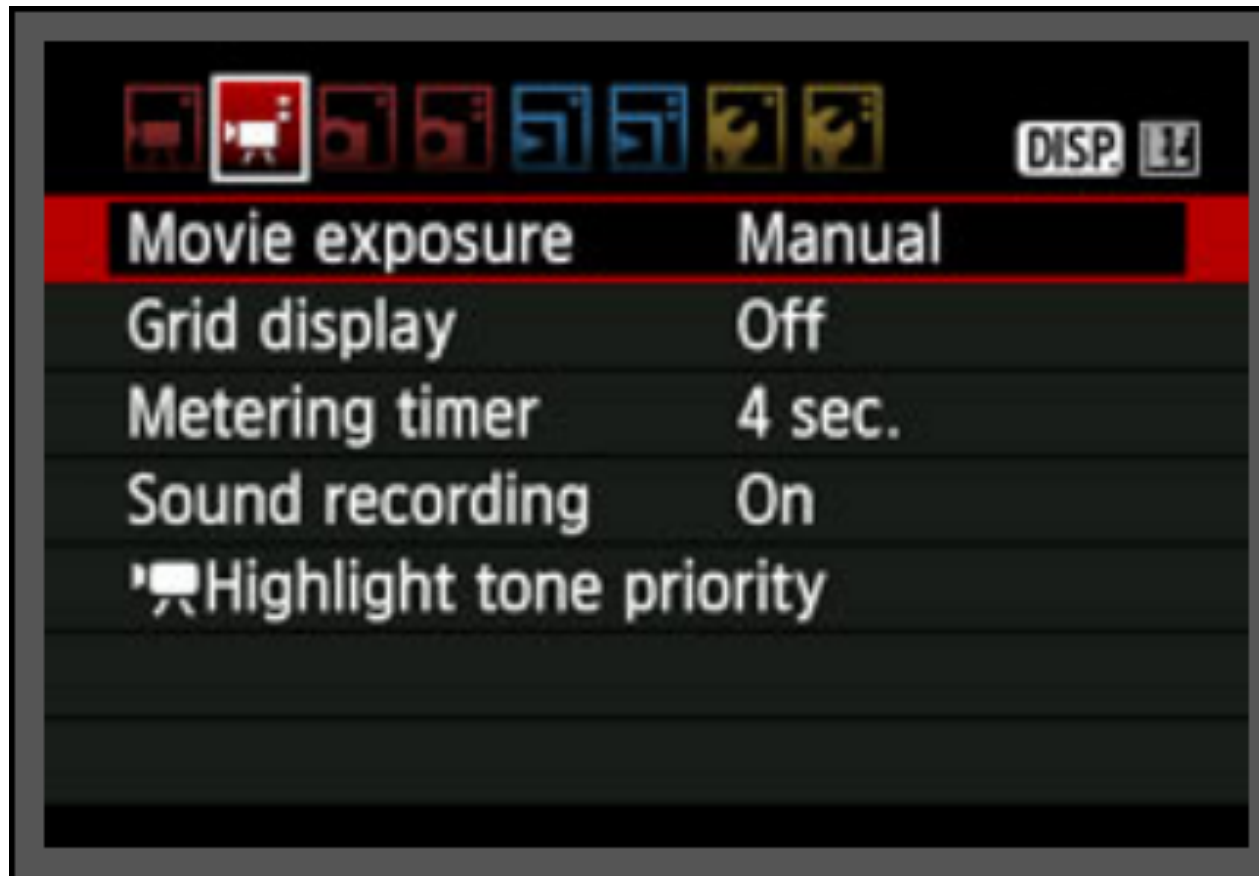 DISP.
Movie exposure Manual
Grid display Off
Metering timer 4 sec.
Sound recording On
Highlight tone priority